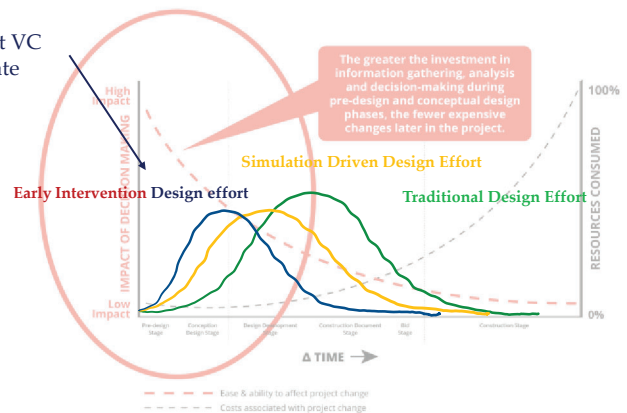 t VC
te
The greater the investment in
information gathering, analysis
and decision-making during
pre-design and conceptual design
phases, the fewer expensive
changes later in the project.
High
Impact
100%
IMPACT OF DECISION MAKING
RESOURCES CONSUMED
Simulation Driven Design Effort
Early Intervention Design effort
Traditional Design Effort
Low
Impact
0%
Pre-design
Stage
Conception
Design Stage
Design Development
Stage
Construction Document
Stage
Bid
Stage
Construction Stage
Δ TIME
Ease & ability to affect project change
Costs associated with project change